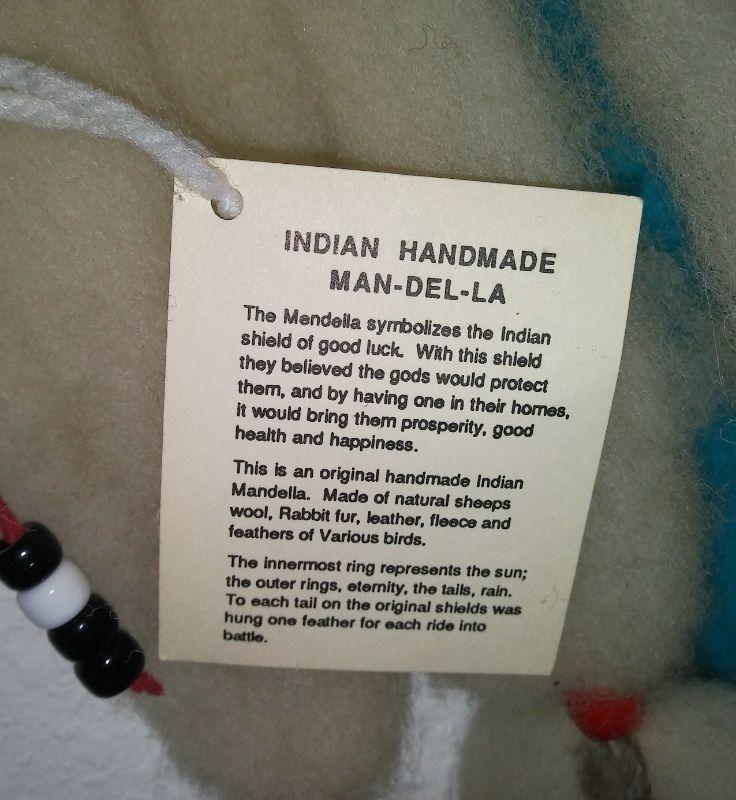 INDIAN HANDMADE
MAN-DEL-LA
The Mandella symbolizes the Indian
shield of good luck. With this shield
they believed the gods would protect
them, and by having one in their homes,
it would bring them prosperity, good
health and happiness.
This is an original handmade Indian
Mandella. Made of natural sheeps
wool, Rabbit fur, leather, fleece and
feathers of Various birds.
The innermost ring represents the sun;
the outer rings, eternity, the tails, rain.
To each tail on the original shields was
hung one feather for each ride into
battle.